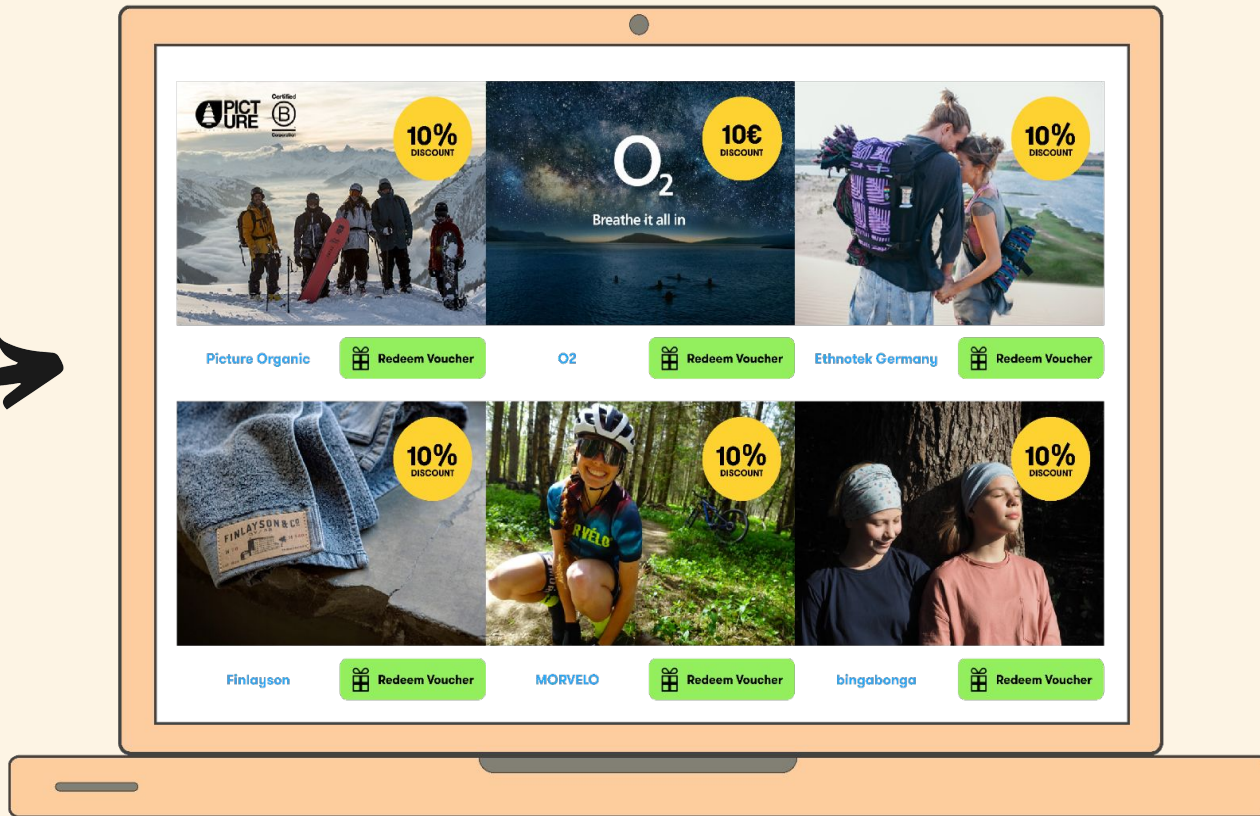 PICT
URE
Certified
B
Corporation
10%
DISCOUNT
O2
Breathe it all in
10€
DISCOUNT
10%
DISCOUNT
Picture Organic
Redeem Voucher
O2
Redeem Voucher
Ethnotek Germany
Redeem Voucher
FINLAYSON & CO
10%
DISCOUNT
RVELO
10%
DISCOUNT
10%
DISCOUNT
Finlayson
Redeem Voucher
MORVELO
Redeem Voucher
bingabonga
Redeem Voucher